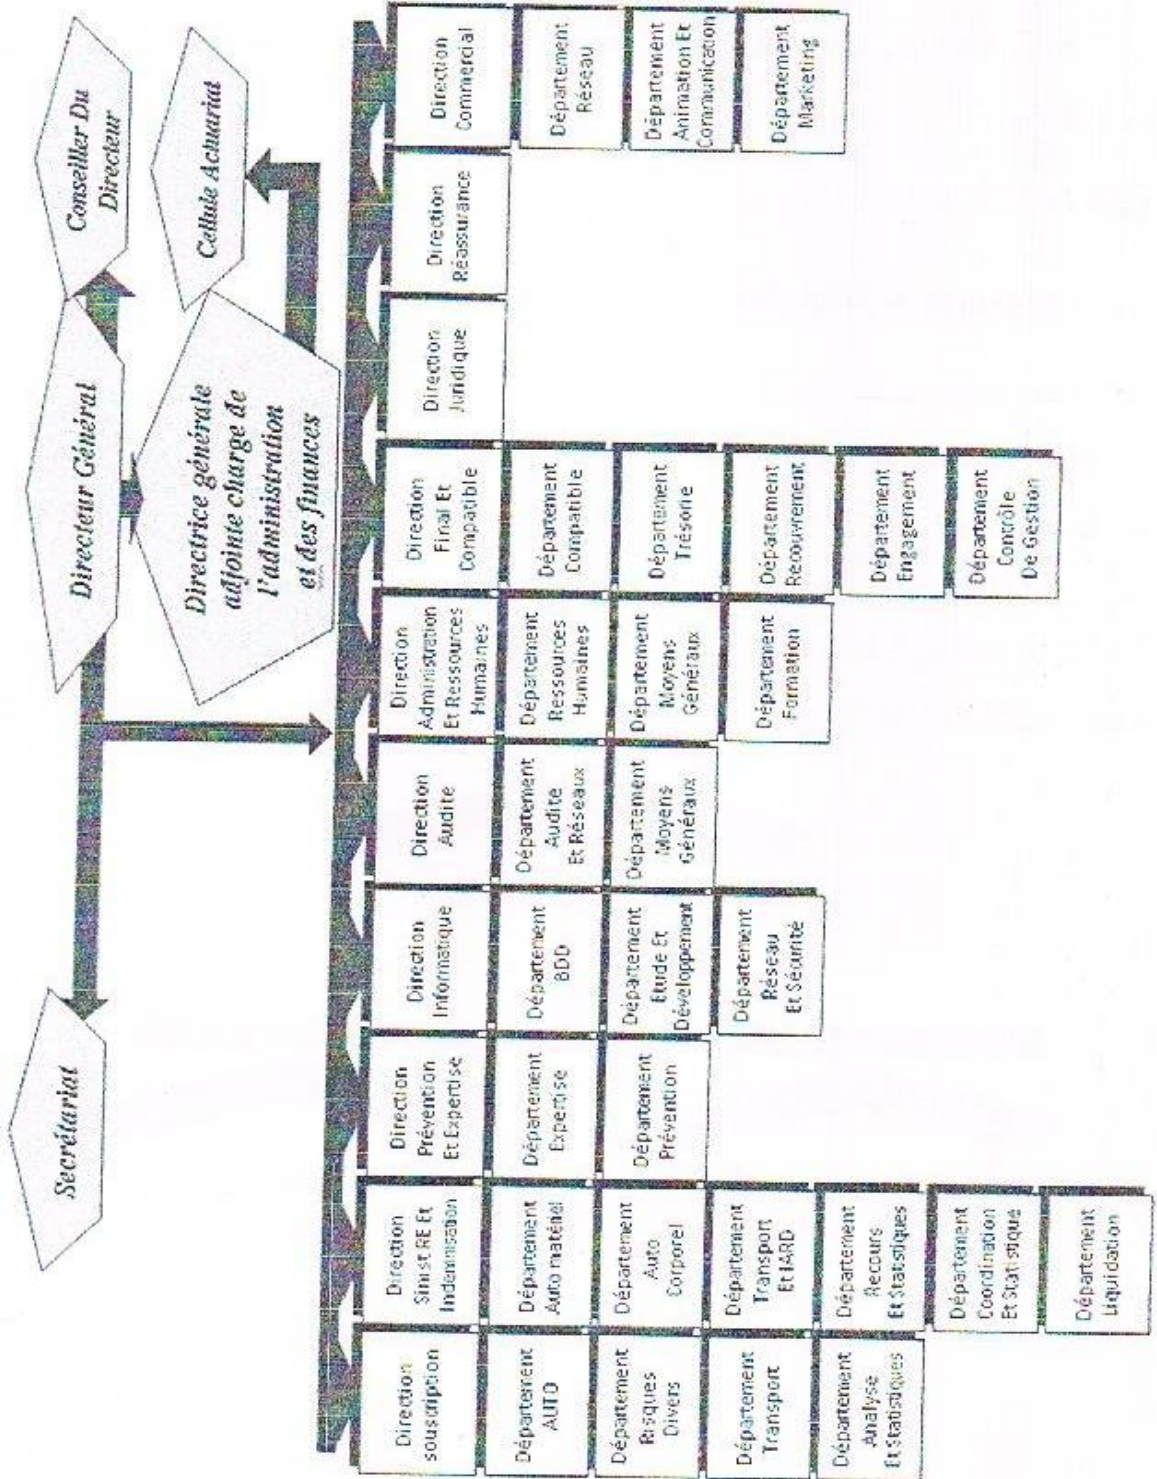 Secrétariat
Directeur Général
Conseiller Du
Directeur
Directrice générale
adjointe charge de
l'administration
et des finances
Cellule Actuariat
Direction
souscription
Département
AUTO
Département
Risques
Divers
Département
Transport
Département
Analyse
Et Statistiques
Direction
Sinist RE Et
Indémnisation
Département
Auto matériel
Département
Auto
Corporel
Département
Transport
Et IARD
Département
Recours
Et Statistiques
Département
Coordination
Et Statistique
Département
Liquidation
Direction
Prévention
Et Expertise
Département
Expertise
Département
Prévention
Direction
Informatique
Département
BDD
Département
Etude Et
Développement
Département
Réseau
Et Sécurité
Direction
Audite
Département
Audite
Et Réseaux
Département
Moyens
Généraux
Direction
Administration
Et Ressources
Humaines
Département
Ressources
Humaines
Département
Moyens
Généraux
Département
Formation
Direction
Final Et
Compatible
Département
Compatible
Département
Trésorie
Département
Recouvrement
Département
Engagement
Département
Contrôle
De Gestion
Direction
Juridique
Direction
Réassurance
Direction
Commercial
Département
Réseau
Département
Animation Et
Communication
Département
Marketing